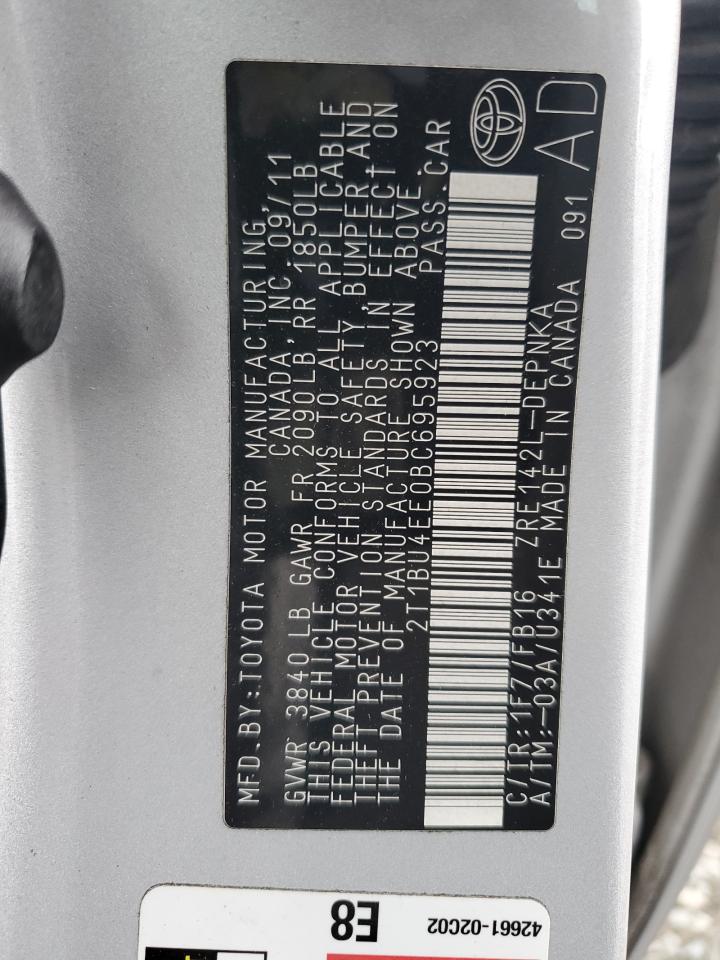 MFD.BY:TOYOTA MOTOR MANUFACTURING,
CANADA,INC. 09/11
GVWR 3840LB GAWR FR 2090LB,RR 1850LB
THIS VEHICLE CONFORMS TO ALL APPLICABLE
FEDERAL MOTOR VEHICLE SAFETY, BUMPER,AND
THEFT PREVENTION STANDARDS IN EFFECT ON
THE DATE OF MANUFACTURE SHOWN ABOVE.
2T1BU4EE0BC695923 PASS.CAR
C/TR:1F7/FB16 ZRE142L-DEPNKA
A/TM:-03A/U341E MADE IN CANADA 091
AD
E8
42661-02C02